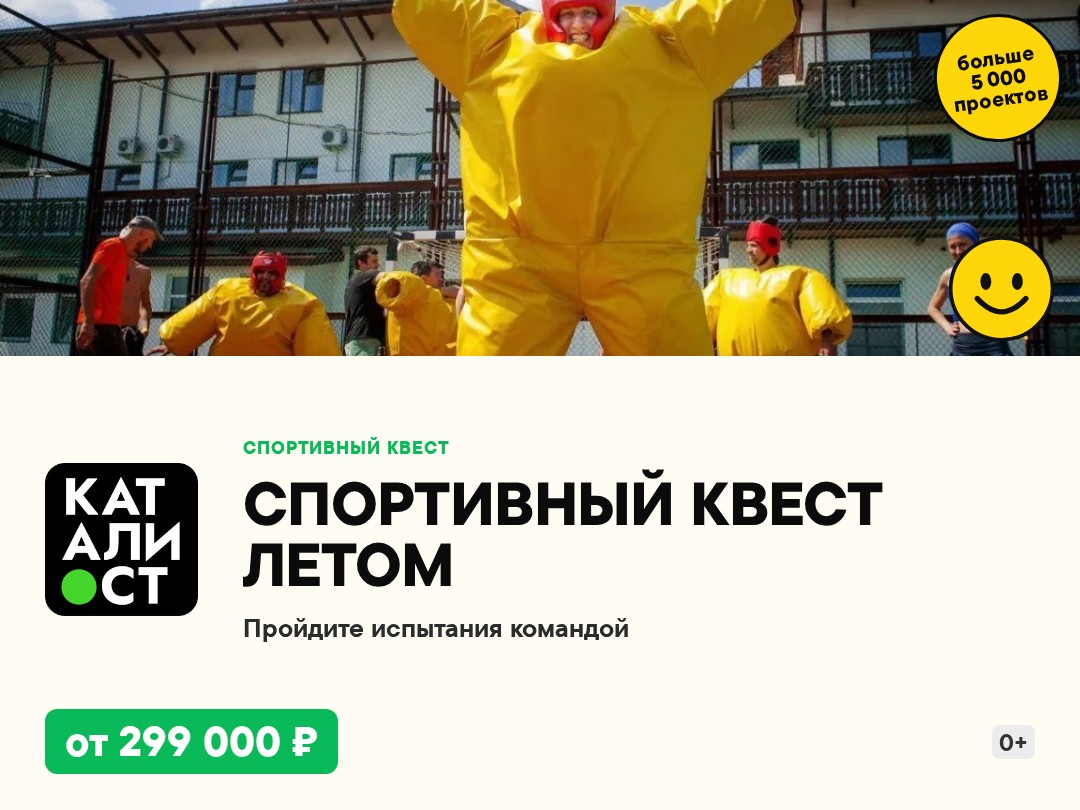 больше
5 000
проектов
СПОРТИВНЫЙ КВЕСТ
КАТ
АЛИ
СТ
СПОРТИВНЫЙ КВЕСТ
ЛЕТОМ
Пройдите испытания командой
от 299 000 ₽
0+